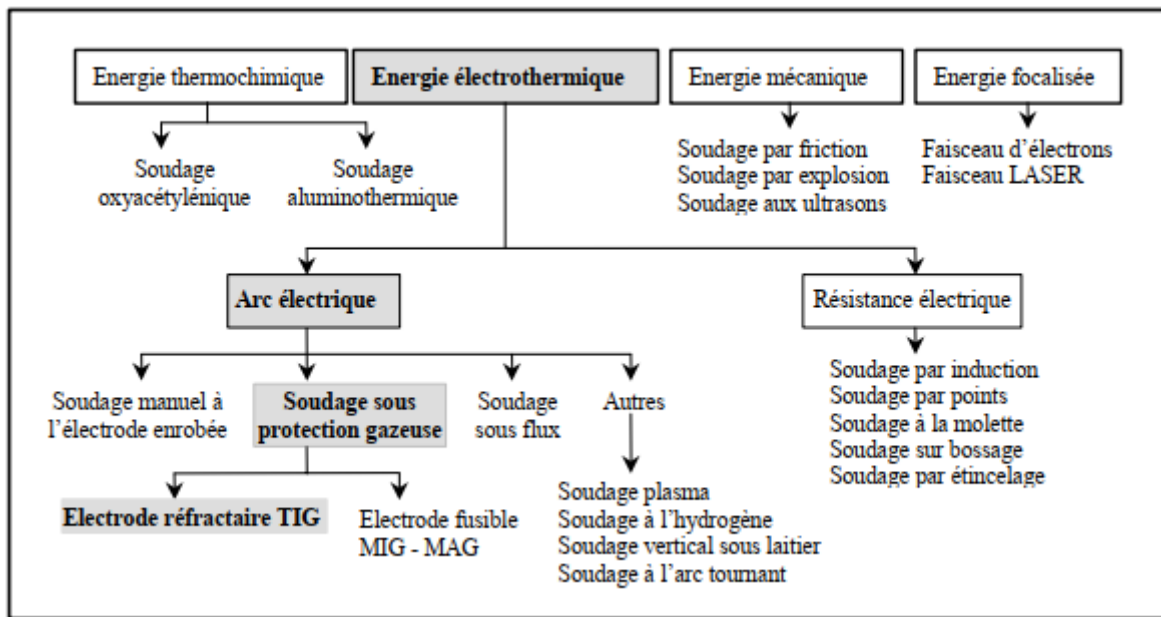 Energie thermochimique
Energie électrothermique
Energie mécanique
Energie focalisée
Soudage
oxyacétylénique
Soudage
aluminothermique
Soudage par friction
Soudage par explosion
Soudage aux ultrasons
Faisceau d'électrons
Faisceau LASER
Arc électrique
Résistance électrique
Soudage manuel à
l'électrode enrobée
Soudage sous
protection gazeuse
Soudage
sous flux
Autres
Soudage par induction
Soudage par points
Soudage à la molette
Soudage sur bossage
Soudage par étincelage
Electrode réfractaire TIG
Electrode fusible
MIG - MAG
Soudage plasma
Soudage à l'hydrogène
Soudage vertical sous laitier
Soudage à l'arc tournant